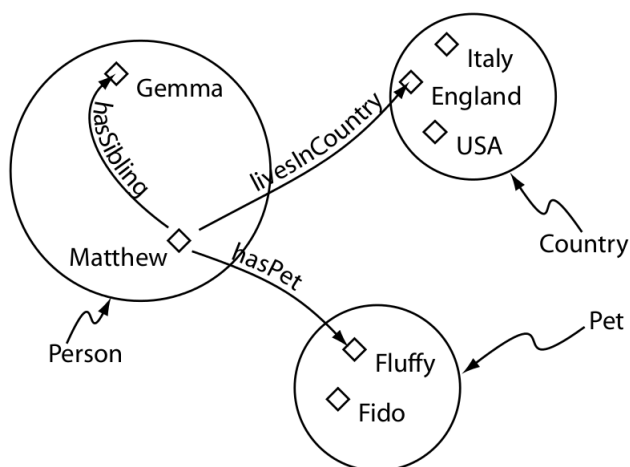 Gemma
hasSibling
Matthew
Person
livesInCountry
Italy
England
USA
Country
hasPet
Pet
Fluffy
Fido